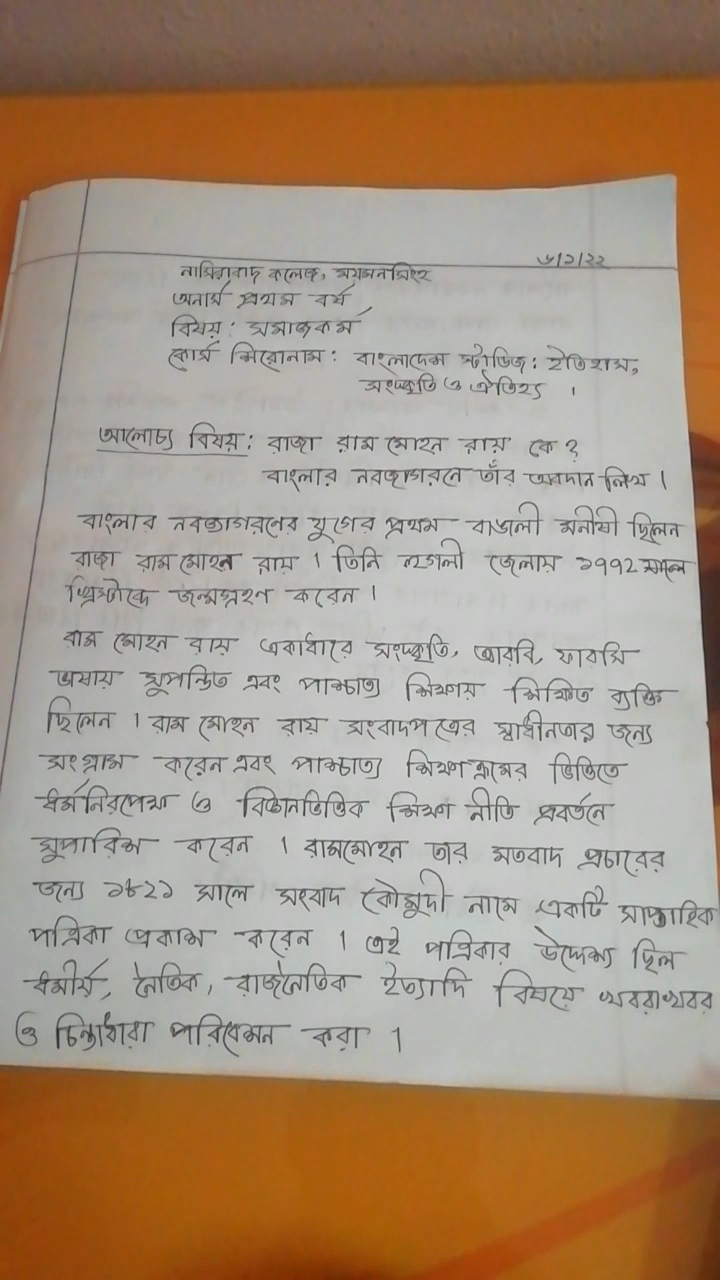 ৬/১/২২
নাসিরাবাদ কলেজ, ময়মনসিংহ
অনার্স প্রথম বর্ষ
বিষয়: সমাজকর্ম
কোর্স শিরোনাম: বাংলাদেশ স্টাডিজ: ইতিহাস,
সংস্কৃতি ও ঐতিহ্য ।
আলোচ্য বিষয়: রাজা রাম মোহন রায় কে?
বাংলার নবজাগরনে তাঁর অবদান লিখ ।
বাংলার নবজাগরনের যুগের প্রথম বাঙালী মনীষী ছিলেন
রাজা রাম মোহন রায় । তিনি হুগলী জেলায় ১৭৭২ সালে
খ্রিস্টাব্দে জন্মগ্রহণ করেন ।
রাম মোহন রায় একাধারে সংস্কৃতি, আরবি, ফারসি
ভাষায় সুপন্ডিত এবং পাশ্চাত্য শিক্ষায় শিক্ষিত ব্যক্তি
ছিলেন । রাম মোহন রায় সংবাদপত্রের স্বাধীনতার জন্য
সংগ্রাম করেন এবং পাশ্চাত্য শিক্ষাক্রমের ভিত্তিতে
ধর্মনিরপেক্ষ ও বিজ্ঞানভিত্তিক শিক্ষা নীতি প্রবর্তনে
সুপারিশ করেন । রামমোহন তার মতবাদ প্রচারের
জন্য ১৮২১ সালে সংবাদ কৌমুদী নামে একটি সাপ্তাহিক
পত্রিকা প্রকাশ করেন । এই পত্রিকার উদ্দেশ্য ছিল
ধর্মীয়, নৈতিক, রাজনৈতিক ইত্যাদি বিষয়ে খবরাখবর
ও চিন্তাধারা পরিবেশন করা ।